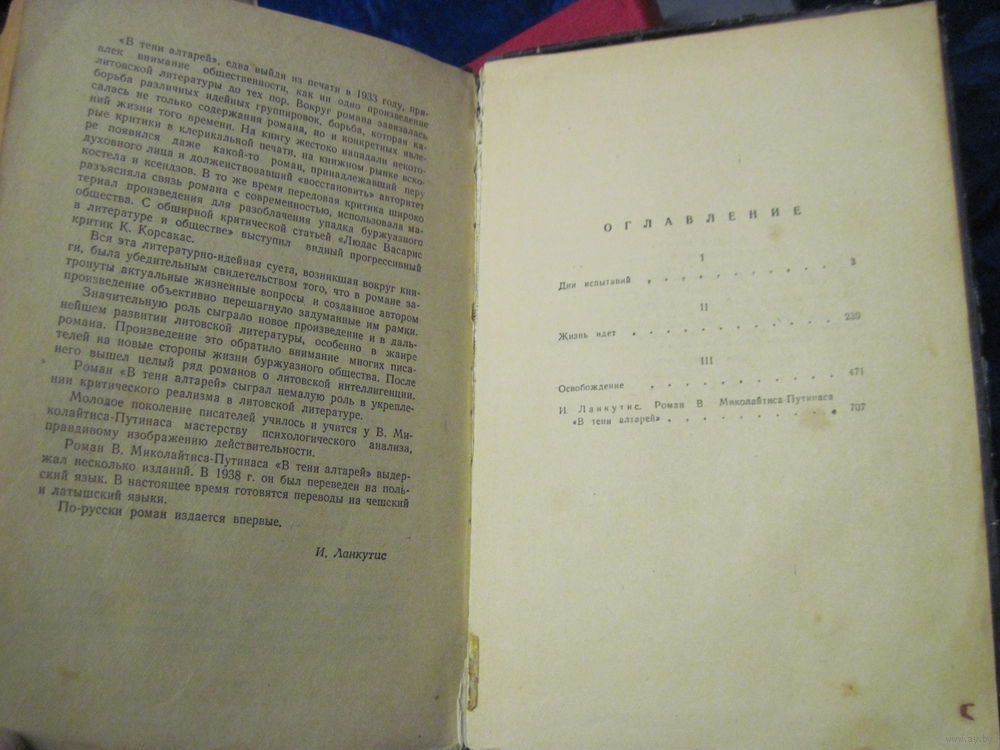 «В тени алтарей», едва выйдя из печати в 1933 году, при-
влек внимание общественности, как ни одно произведение
литовской литературы до тех пор. Вокруг романа завязалась
борьба различных идейных группировок, борьба, которая ка-
салась не только содержания романа, но и конкретных явле-
ний жизни того времени. На книгу жестоко нападали некото-
рые критики в клерикальной печати, на книжном рынке вско-
ре появился даже какой-то роман, принадлежавший перу
духовного лица и долженствовавший «восстановить» авторитет
костела и ксендзов. В то же время передовая критика широко
разъясняла связь романа с современностью, использовала ма-
териал произведения для разоблачения упадка буржуазного
общества. С обширной критической статьей «Людас Васарис
в литературе и обществе» выступил видный прогрессивный
критик К. Корсакас.
Вся эта литературно-идейная суета, возникшая вокруг кни-
ги, была убедительным свидетельством того, что в романе за-
тронуты актуальные жизненные вопросы и созданное автором
произведение объективно перешагнуло задуманные им рамки.
Значительную роль сыграло новое произведение и в даль-
нейшем развитии литовской литературы, особенно в жанре
романа. Произведение это обратило внимание многих писа-
телей на новые стороны жизни буржуазного общества. После
него вышел целый ряд романов о литовской интеллигенции.
Роман «В тени алтарей» сыграл немалую роль в укрепле-
нии критического реализма в литовской литературе.
Молодое поколение писателей училось и учится у В. Ми-
колайтиса-Путинаса мастерству психологического анализа,
правдивому изображению действительности.
Роман В. Миколайтиса-Путинаса «В тени алтарей» выдер-
жал несколько изданий. В 1938 г. он был переведен на поль-
ский язык. В настоящее время готовятся переводы на чешский
и латышский языки.
По-русски роман издается впервые.
И. Ланкутис
ОГЛАВЛЕНИЕ
I
Дни испытаний . . . . . . . . . . 3
II
Жизнь идет . . . . . . . . . . . 239
III
Освобождение . . . . . . . . . . 471
И. Ланкутис. Роман В. Миколайтиса-Путинаса
«В тени алтарей» . . . . . . . . . 707
www.ay.by